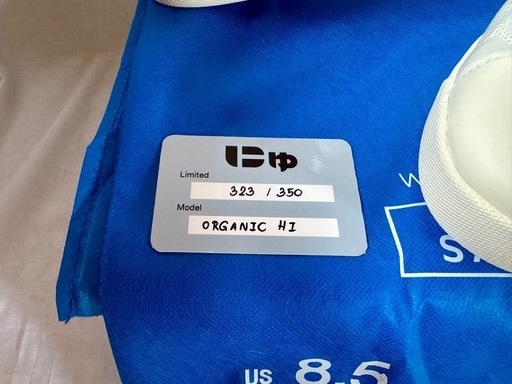 にゅ
Limited
323 / 350
Model
ORGANIC HI
W
US 8.5